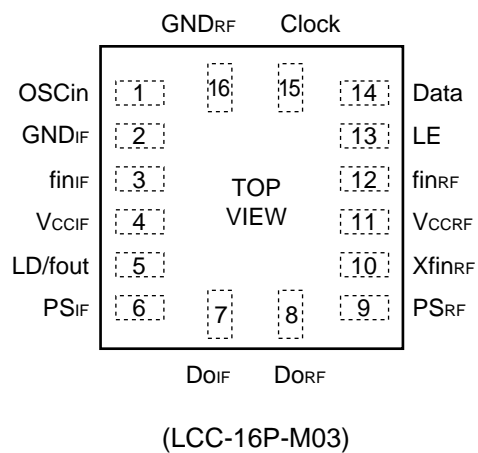 GNDRF Clock
16 15
OSCin 1 14 Data
GNDIF 2 13 LE
finIF 3 12 finRF
TOP
VIEW
VCCIF 4 11 VCCRF
LD/fout 5 10 XfinRF
PSIF 6 9 PSRF
7 8
DoIF DoRF
(LCC-16P-M03)